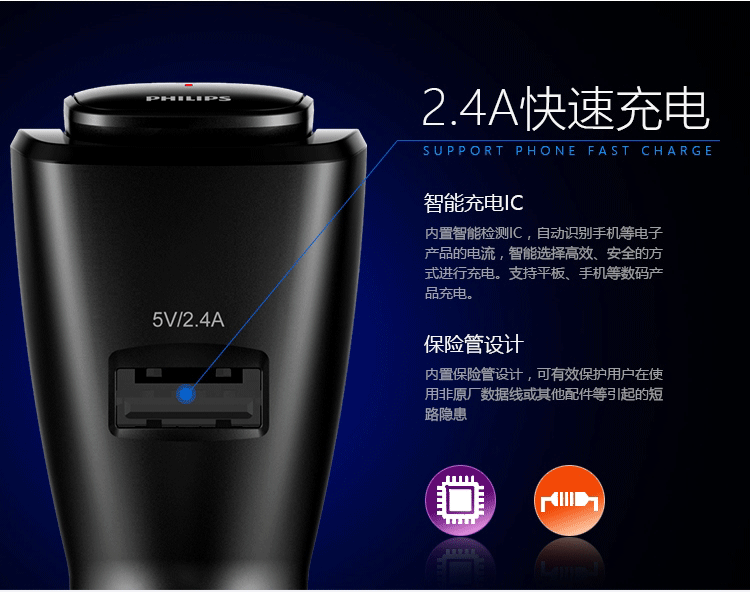 PHILIPS
2.4A快速充电
SUPPORT PHONE FAST CHARGE
智能充电IC
内置智能检测IC，自动识别手机等电子
产品的电流，智能选择高效、安全的方
式进行充电。支持平板、手机等数码产
品充电。
5V/2.4A
保险管设计
内置保险管设计，可有效保护用户在使
用非原厂数据线或其他配件等引起的短
路隐患